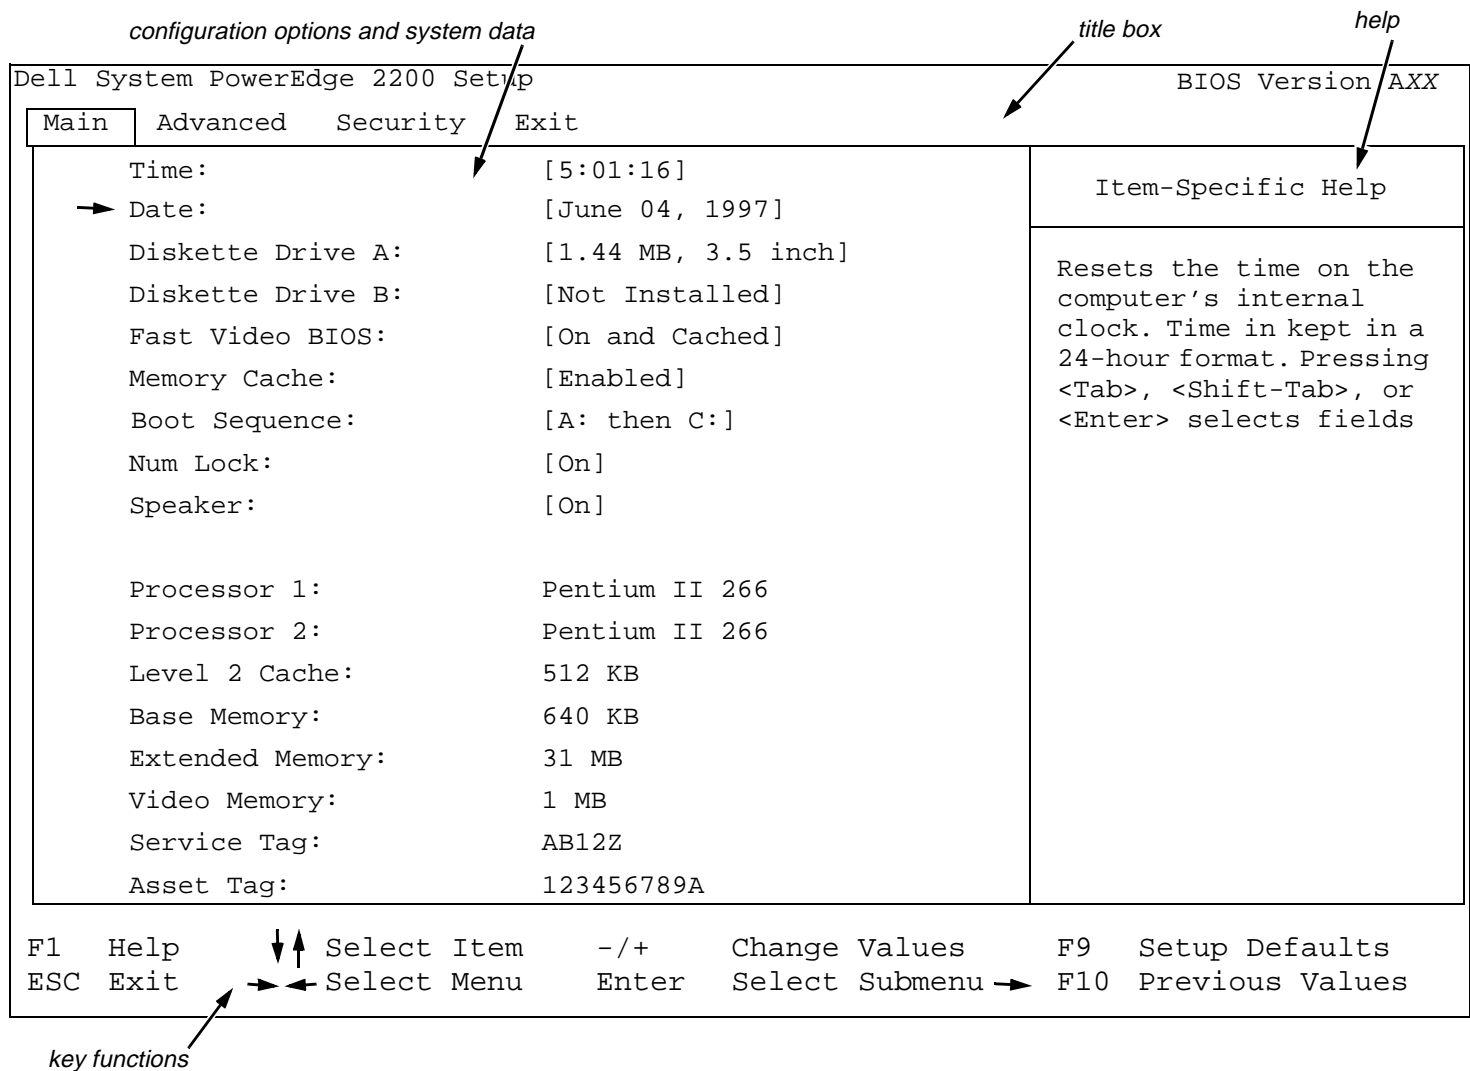 configuration options and system data
title box
help
Dell System PowerEdge 2200 Setup BIOS Version AXX
Main Advanced Security Exit
Time: [5:01:16]
Date: [June 04, 1997]
Diskette Drive A: [1.44 MB, 3.5 inch]
Diskette Drive B: [Not Installed]
Fast Video BIOS: [On and Cached]
Memory Cache: [Enabled]
Boot Sequence: [A: then C:]
Num Lock: [On]
Speaker: [On]
Processor 1: Pentium II 266
Processor 2: Pentium II 266
Level 2 Cache: 512 KB
Base Memory: 640 KB
Extended Memory: 31 MB
Video Memory: 1 MB
Service Tag: AB12Z
Asset Tag: 123456789A
Item-Specific Help
Resets the time on the
computer’s internal
clock. Time in kept in a
24-hour format. Pressing
<Tab>, <Shift-Tab>, or
<Enter> selects fields
F1 Help Select Item -/+ Change Values F9 Setup Defaults
ESC Exit Select Menu Enter Select Submenu F10 Previous Values
key functions